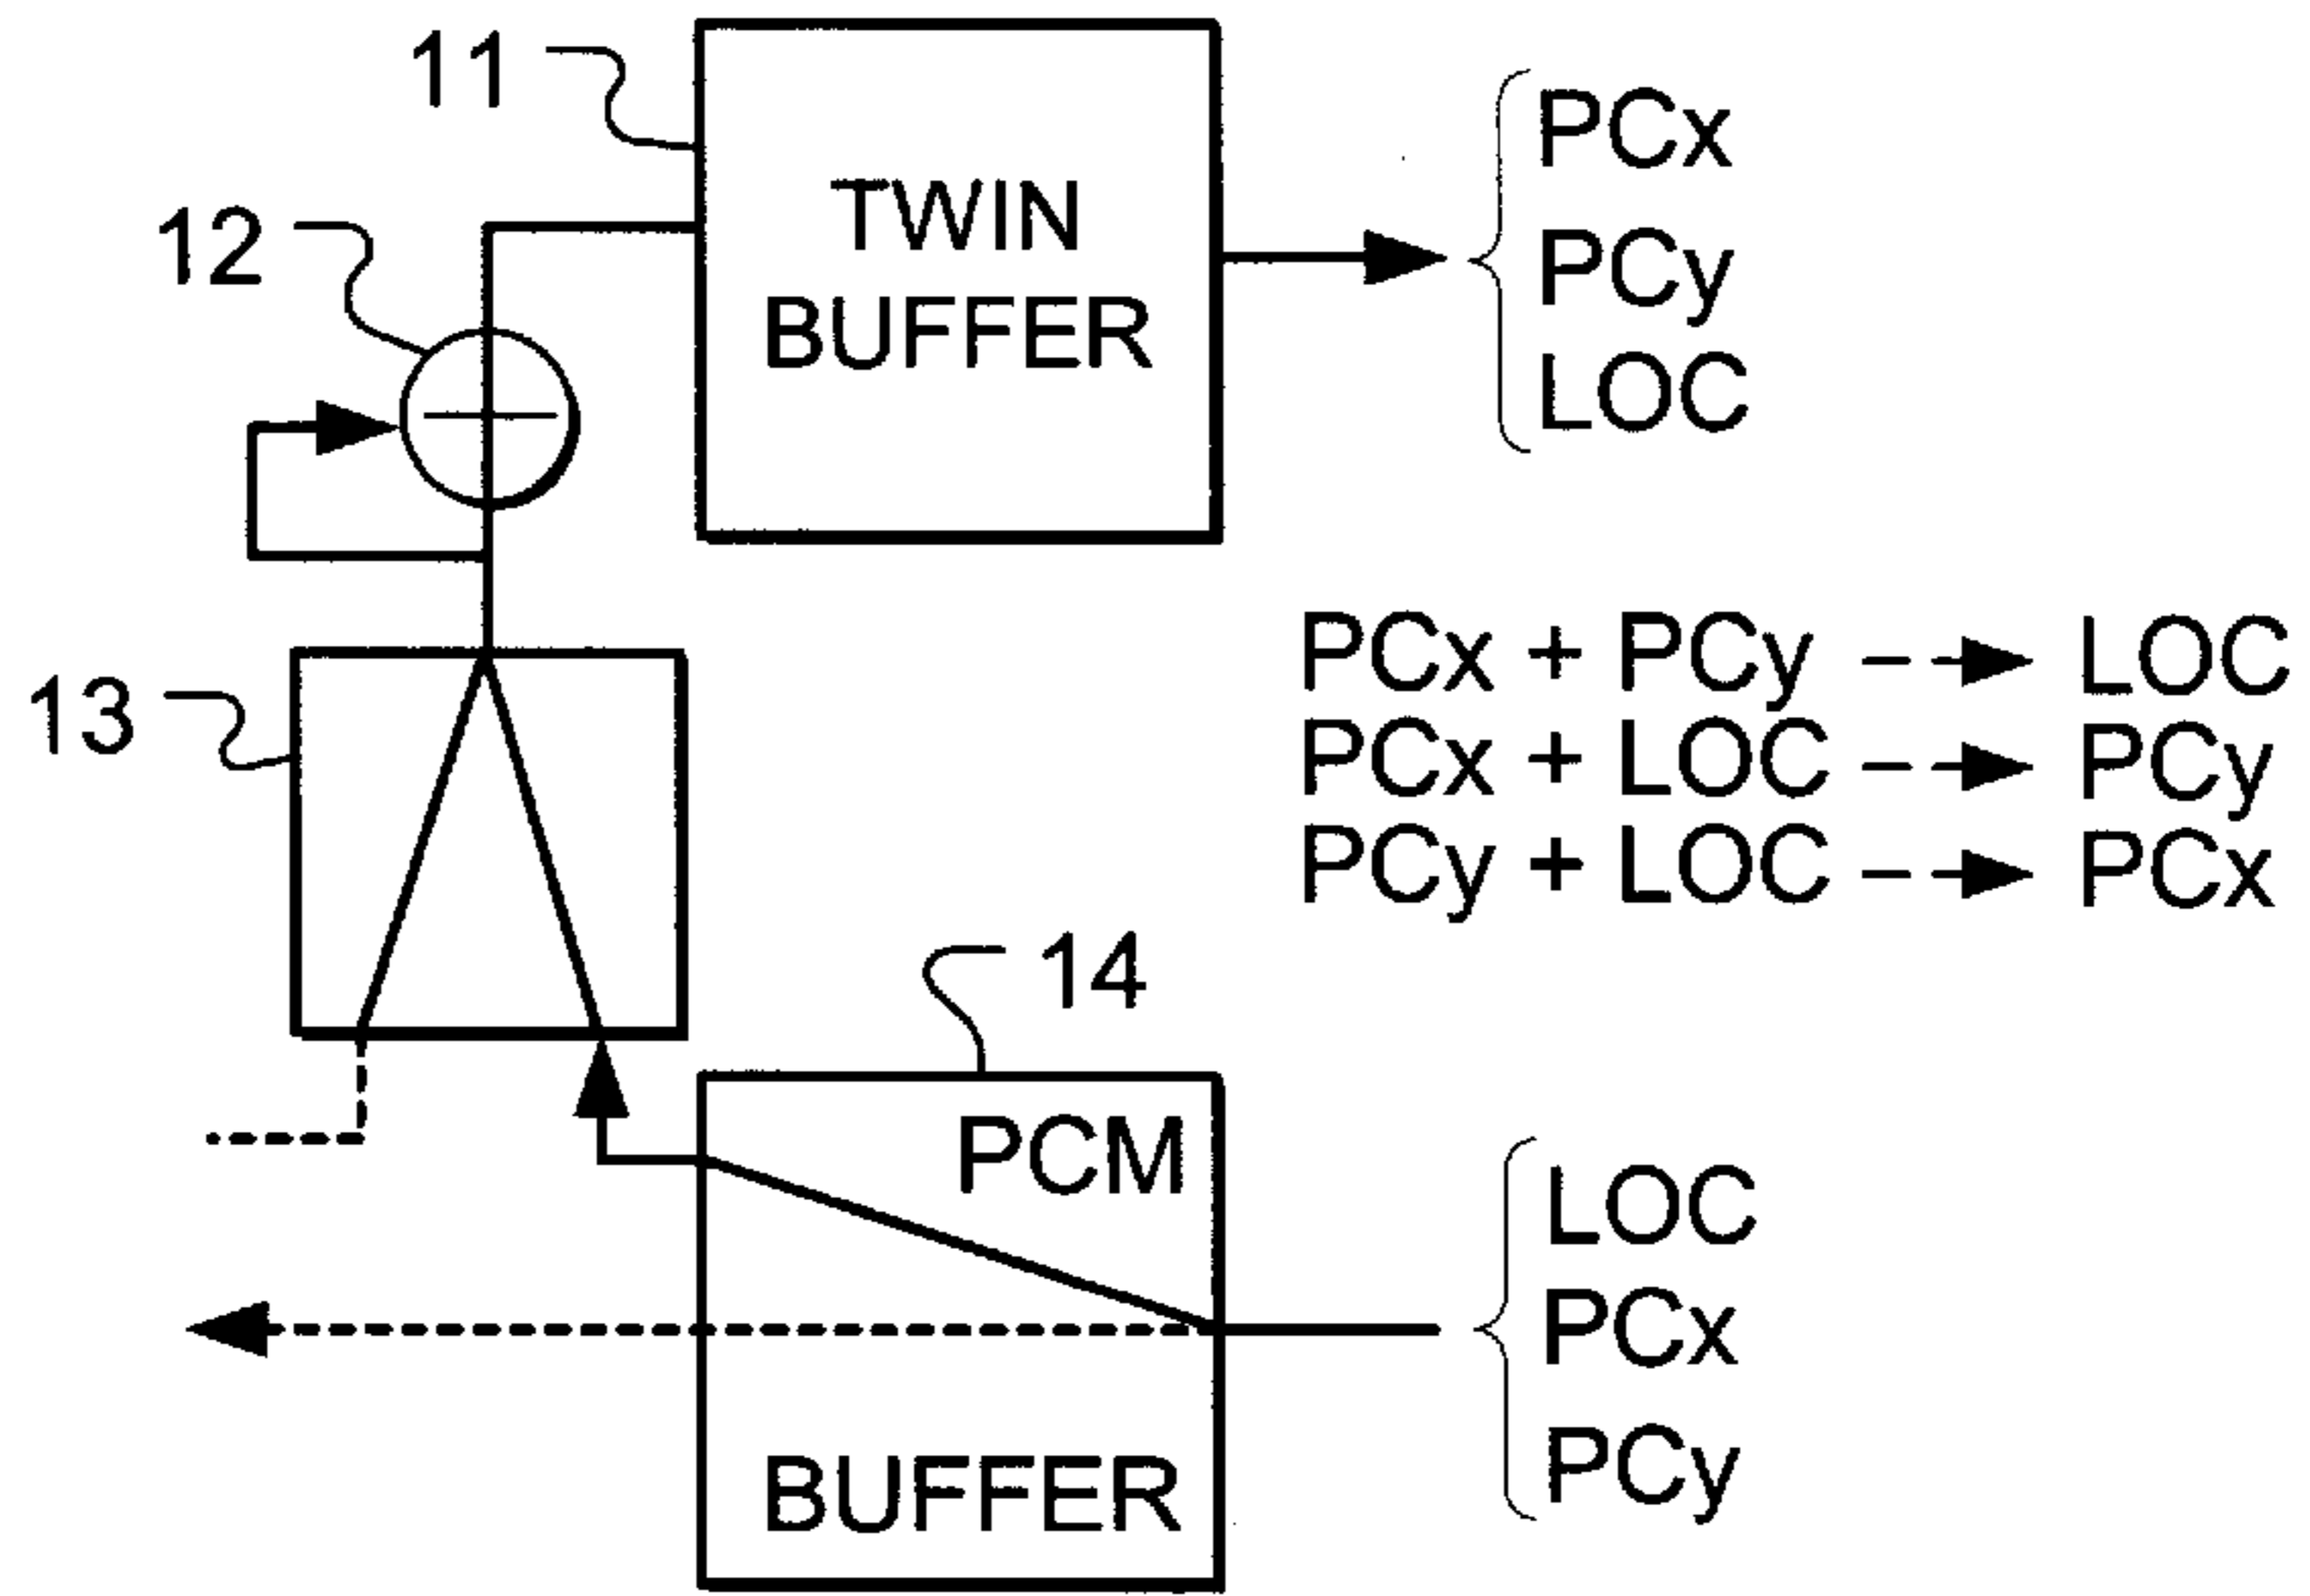 11
TWIN
BUFFER
PCx
PCy
LOC
12
PCx + PCy --→ LOC
PCx + LOC --→ PCy
PCy + LOC --→ PCx
13
14
PCM
BUFFER
LOC
PCx
PCy